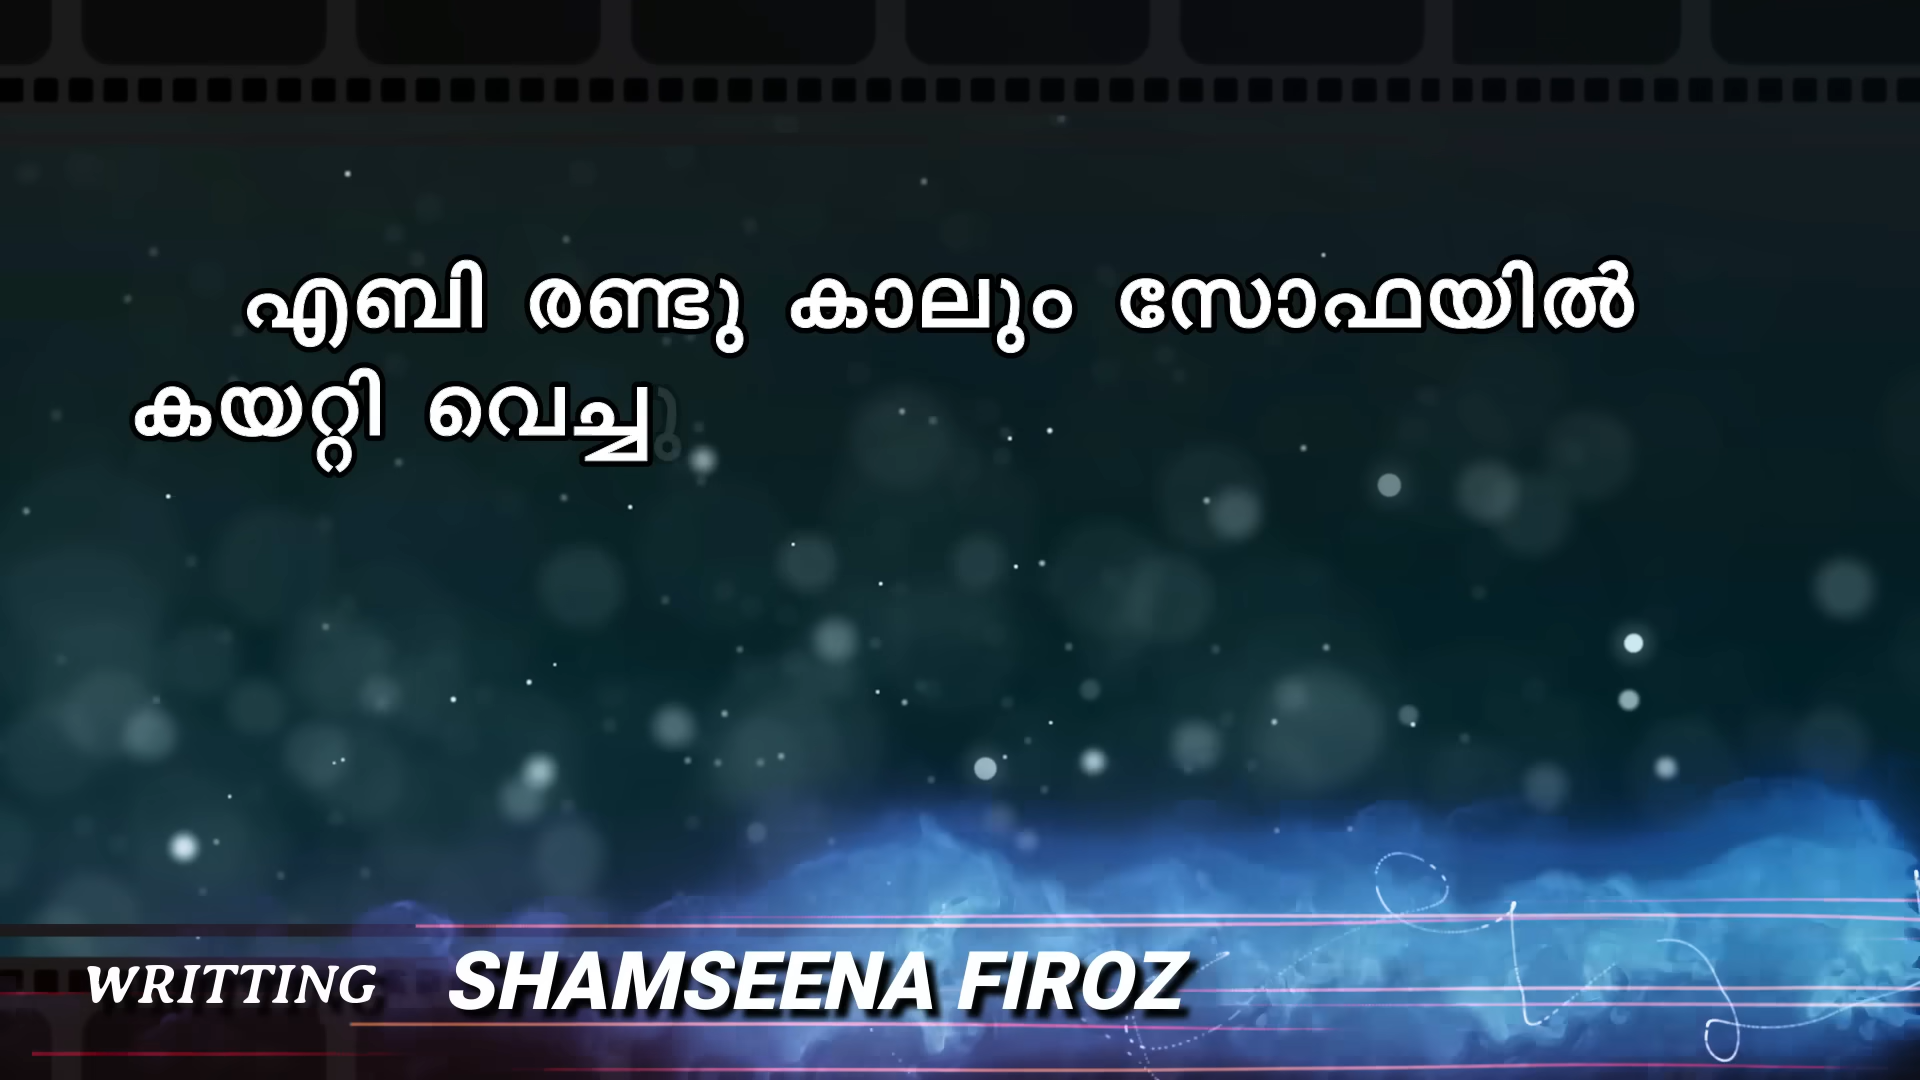 എബി രണ്ടു കാലും സോഫയിൽ
കയറ്റി വെച്ചു
WRITTING SHAMSEENA FIROZ